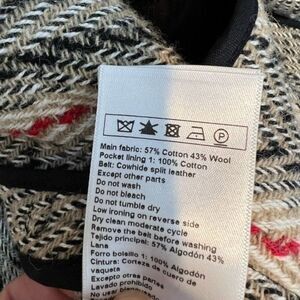 P
Main fabric: 57% Cotton 43% Wool
Pocket lining 1: 100% Cotton
Belt: Cowhide split leather
Except other parts
Do not wash
Do not bleach
Do not tumble dry
Low ironing on reverse side
Dry clean moderate cycle
Remove the belt before washing
Tejido principal: 57% Algodón 43%
Lana
Forro bolsillo 1: 100% Algodón
Cintura: Corteza de cuero de
vaqueta
Excepto otras partes
Lavado prohibido
No usar